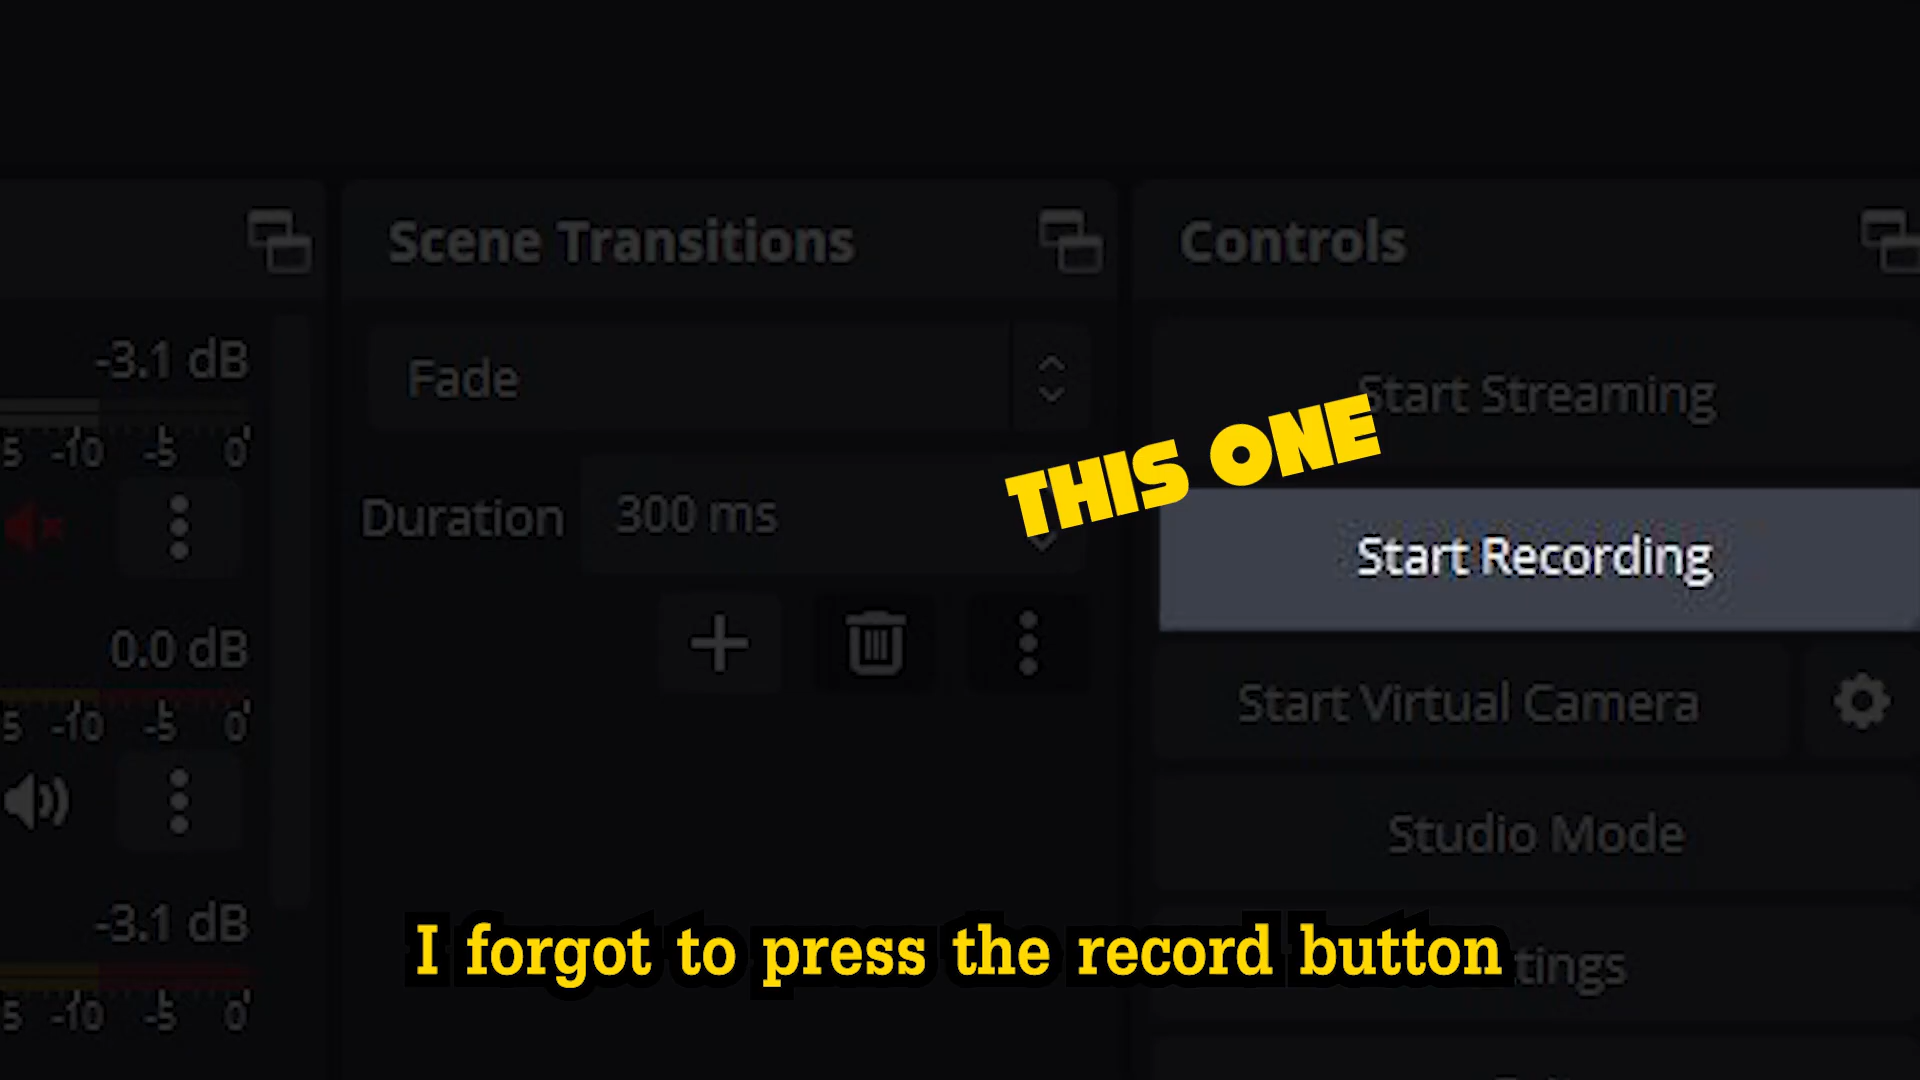 Scene Transitions
Controls
-3.1 dB
Fade
Start Streaming
5 -10 -5 0
THIS ONE
Duration 300 ms
Start Recording
0.0 dB
5 -10 -5 0
Start Virtual Camera
Studio Mode
-3.1 dB
I forgot to press the record button
tings
5 -10 -5 0